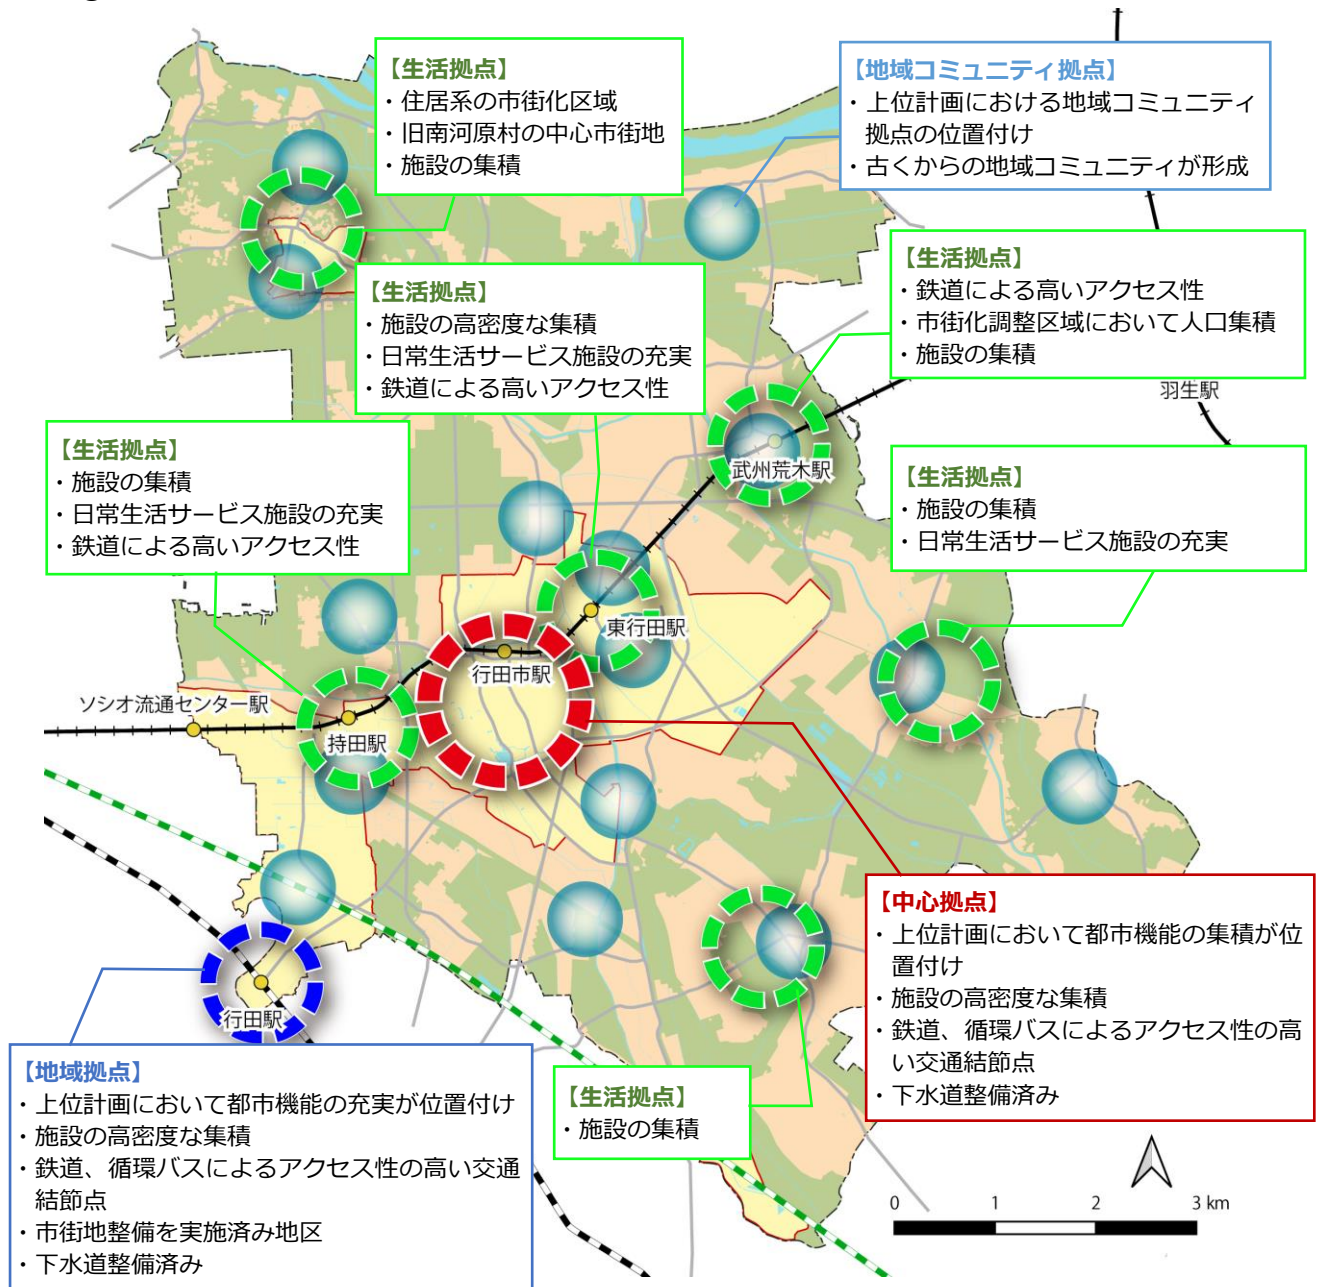 【生活拠点】
・住居系の市街化区域
・旧南河原村の中心市街地
・施設の集積
【地域コミュニティ拠点】
・上位計画における地域コミュニティ
拠点の位置付け
・古くからの地域コミュニティが形成
【生活拠点】
・鉄道による高いアクセス性
・市街化調整区域において人口集積
・施設の集積
【生活拠点】
・施設の高密度な集積
・日常生活サービス施設の充実
・鉄道による高いアクセス性
羽生駅
【生活拠点】
・施設の集積
・日常生活サービス施設の充実
・鉄道による高いアクセス性
武州荒木駅
【生活拠点】
・施設の集積
・日常生活サービス施設の充実
東行田駅
行田市駅
ソシオ流通センター駅
持田駅
行田駅
【中心拠点】
・上位計画において都市機能の集積が位
置付け
・施設の高密度な集積
・鉄道、循環バスによるアクセス性の高
い交通結節点
・下水道整備済み
【地域拠点】
・上位計画において都市機能の充実が位置付け
・施設の高密度な集積
・鉄道、循環バスによるアクセス性の高い交通
結節点
・市街地整備を実施済み地区
・下水道整備済み
【生活拠点】
・施設の集積
0 1 2 3 km